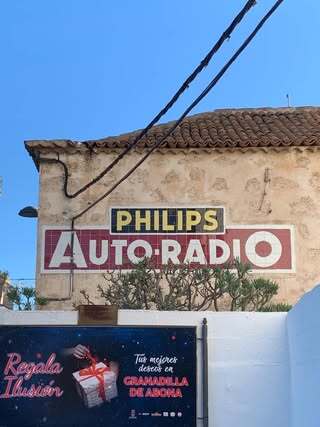 PHILIPS
AUTO-RADIO
Regala
Ilusión
Tus mejores
deseos en
GRANADILLA
DE ABONA